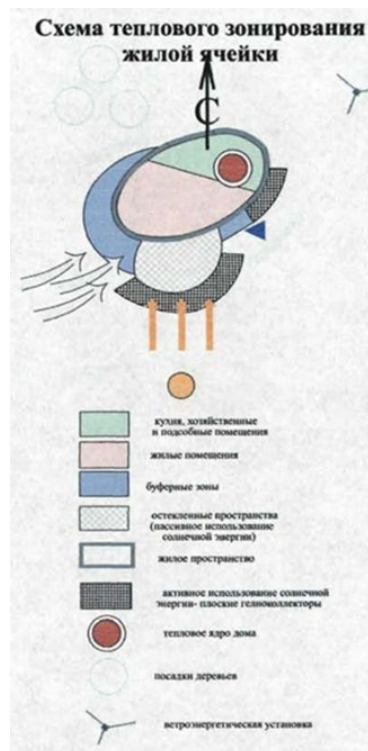 Схема теплового зонирования
жилой ячейки
С
кухня, хозяйственные
и подсобные помещения
жилые помещения
буферные зоны
остекленные пространства
(пассивное использование
солнечной энергии)
жилое пространство
активное использование солнечной
энергии- плоские гелиоколлекторы
тепловое ядро дома
посадки деревьев
ветроэнергетическая установка